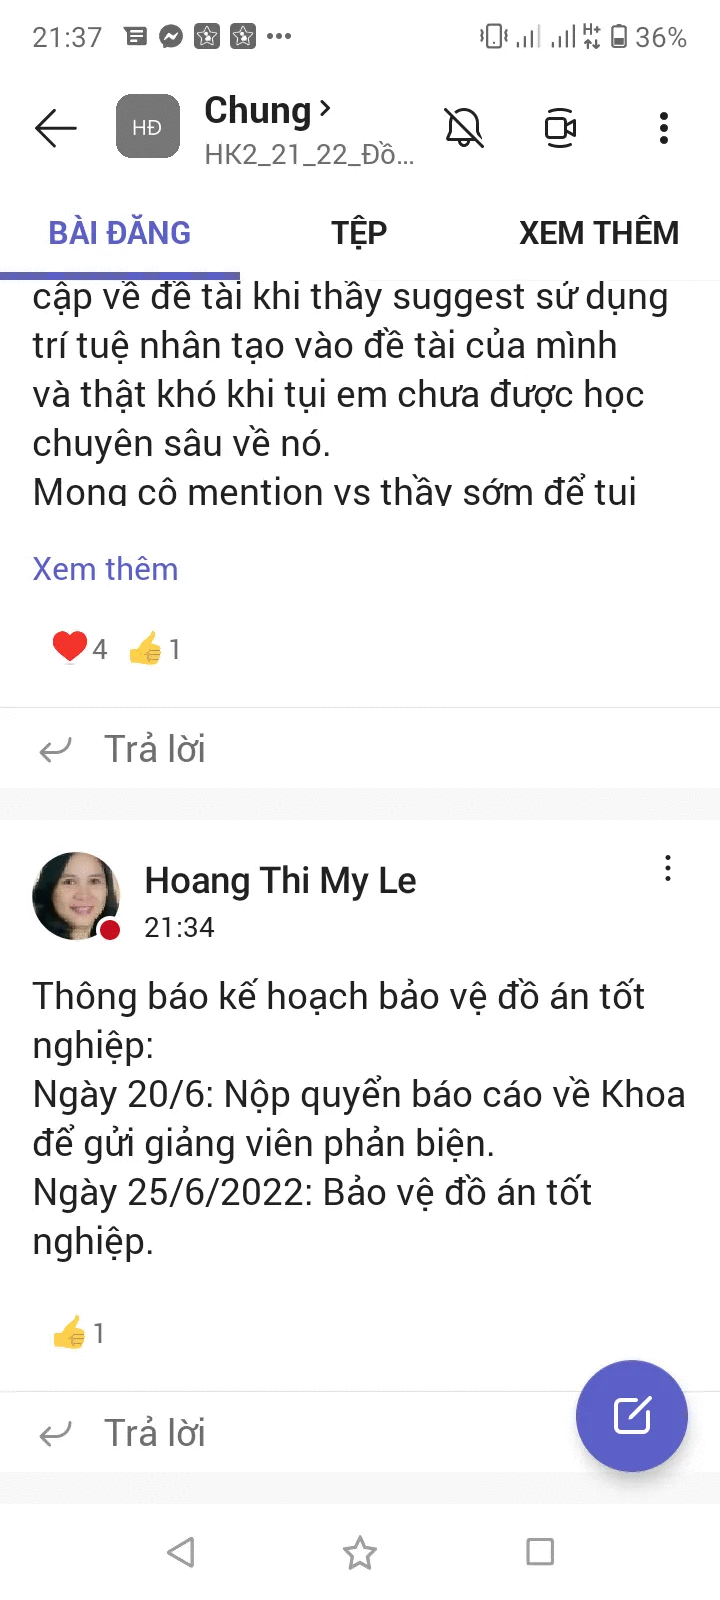 21:37
H+
36%
HĐ
Chung
HK2_21_22_Đồ...
BÀI ĐĂNG
TỆP
XEM THÊM
cập về đề tài khi thầy suggest sử dụng
trí tuệ nhân tạo vào đề tài của mình
và thật khó khi tụi em chưa được học
chuyên sâu về nó.
Mong cô mention vs thầy sớm để tụi
Xem thêm
4
1
Trả lời
Hoang Thi My Le
21:34
Thông báo kế hoạch bảo vệ đồ án tốt
nghiệp:
Ngày 20/6: Nộp quyển báo cáo về Khoa
để gửi giảng viên phản biện.
Ngày 25/6/2022: Bảo vệ đồ án tốt
nghiệp.
1
Trả lời